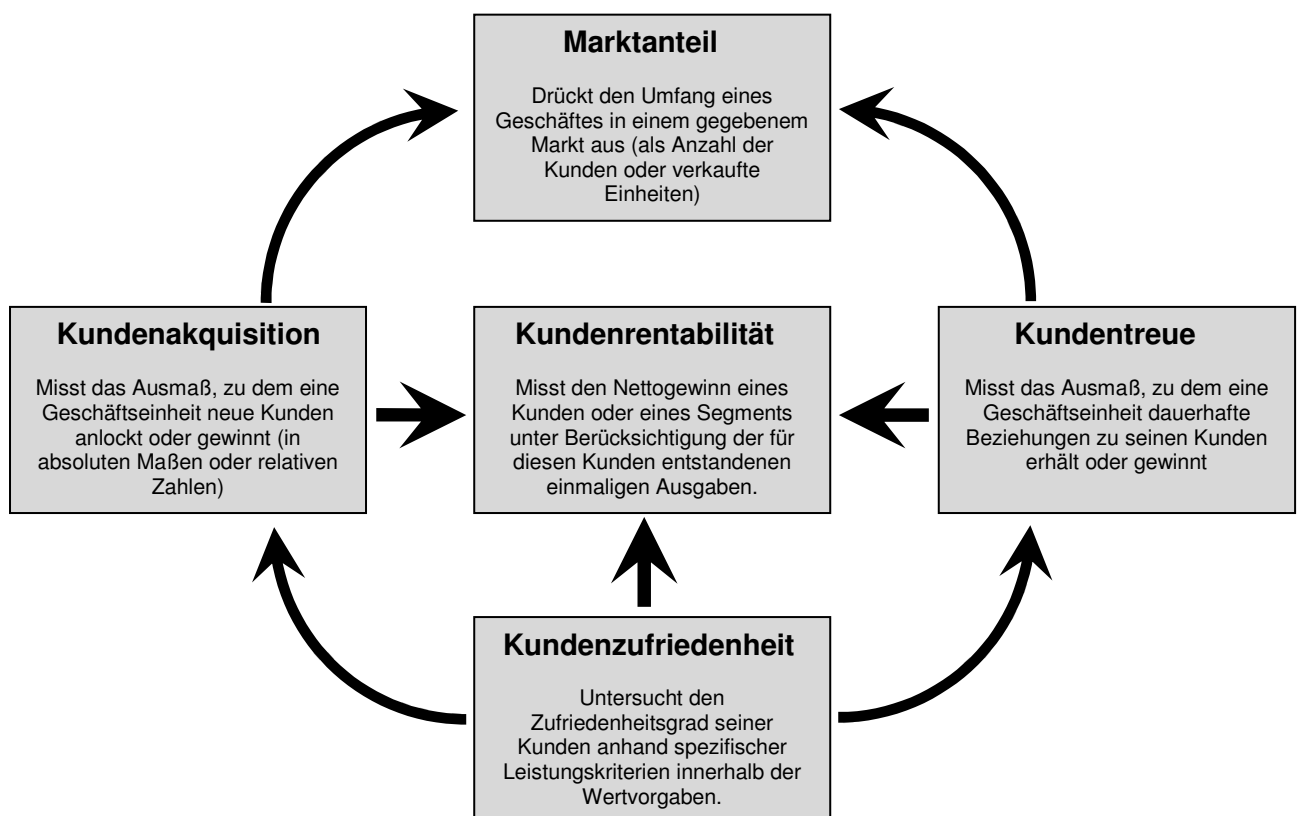 Marktanteil
Drückt den Umfang eines
Geschäftes in einem gegebenem
Markt aus (als Anzahl der
Kunden oder verkaufte
Einheiten)
Kundenakquisition
Misst das Ausmaß, zu dem eine
Geschäftseinheit neue Kunden
anlockt oder gewinnt (in
absoluten Maßen oder relativen
Zahlen)
Kundenrentabilität
Misst den Nettogewinn eines
Kunden oder eines Segments
unter Berücksichtigung der für
diesen Kunden entstandenen
einmaligen Ausgaben.
Kundentreue
Misst das Ausmaß, zu dem eine
Geschäftseinheit dauerhafte
Beziehungen zu seinen Kunden
erhält oder gewinnt
Kundenzufriedenheit
Untersucht den
Zufriedenheitsgrad seiner
Kunden anhand spezifischer
Leistungskriterien innerhalb der
Wertvorgaben.